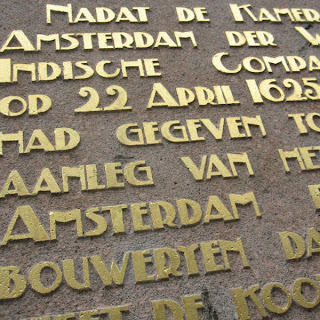 NADAT DE KAMER
AMSTERDAM DER W
INDISCHE COMPA
OP 22 APRIL 1625
HAD GEGEVEN TO
AANLEG VAN HET
AMSTERDAM E
BOUWERYEN DA
DE KOO